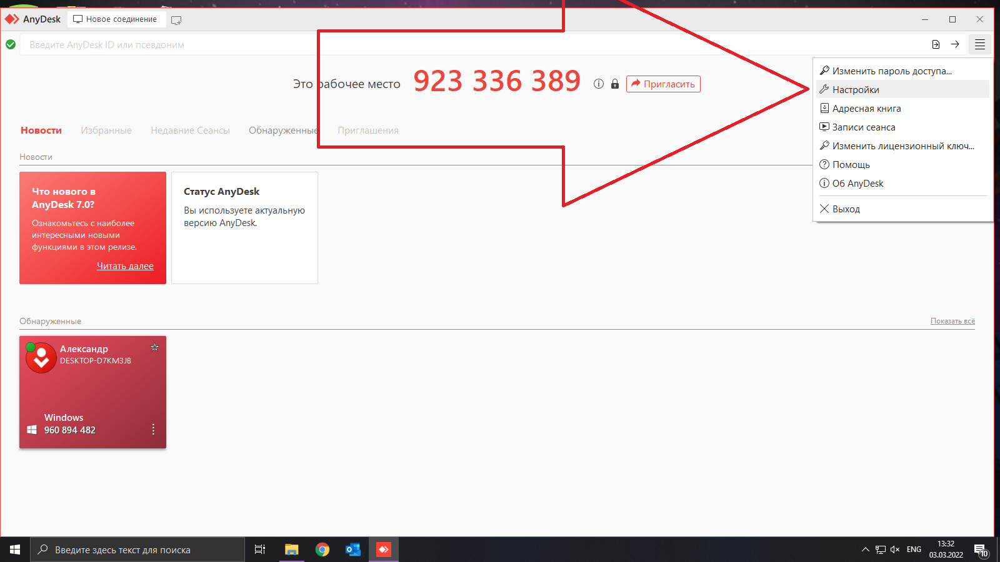 AnyDesk
Новое соединение
Введите AnyDesk ID или псевдоним
Это рабочее место 923 336 389 Пригласить
Изменить пароль доступа...
Настройки
Адресная книга
Записи сеанса
Изменить лицензионный ключ...
Помощь
Об AnyDesk
Выход
Новости Избранные Недавние Сеансы Обнаруженные Приглашения
Новости
Что нового в
AnyDesk 7.0?
Ознакомьтесь с наиболее
интересными новыми
функциями в этом релизе.
Читать далее
Статус AnyDesk
Вы используете актуальную
версию AnyDesk.
Обнаруженные
Показать всё
Александр
DESKTOP-D7KM3JB
Windows
960 894 482
Введите здесь текст для поиска
ENG
13:32
03.03.2022
10